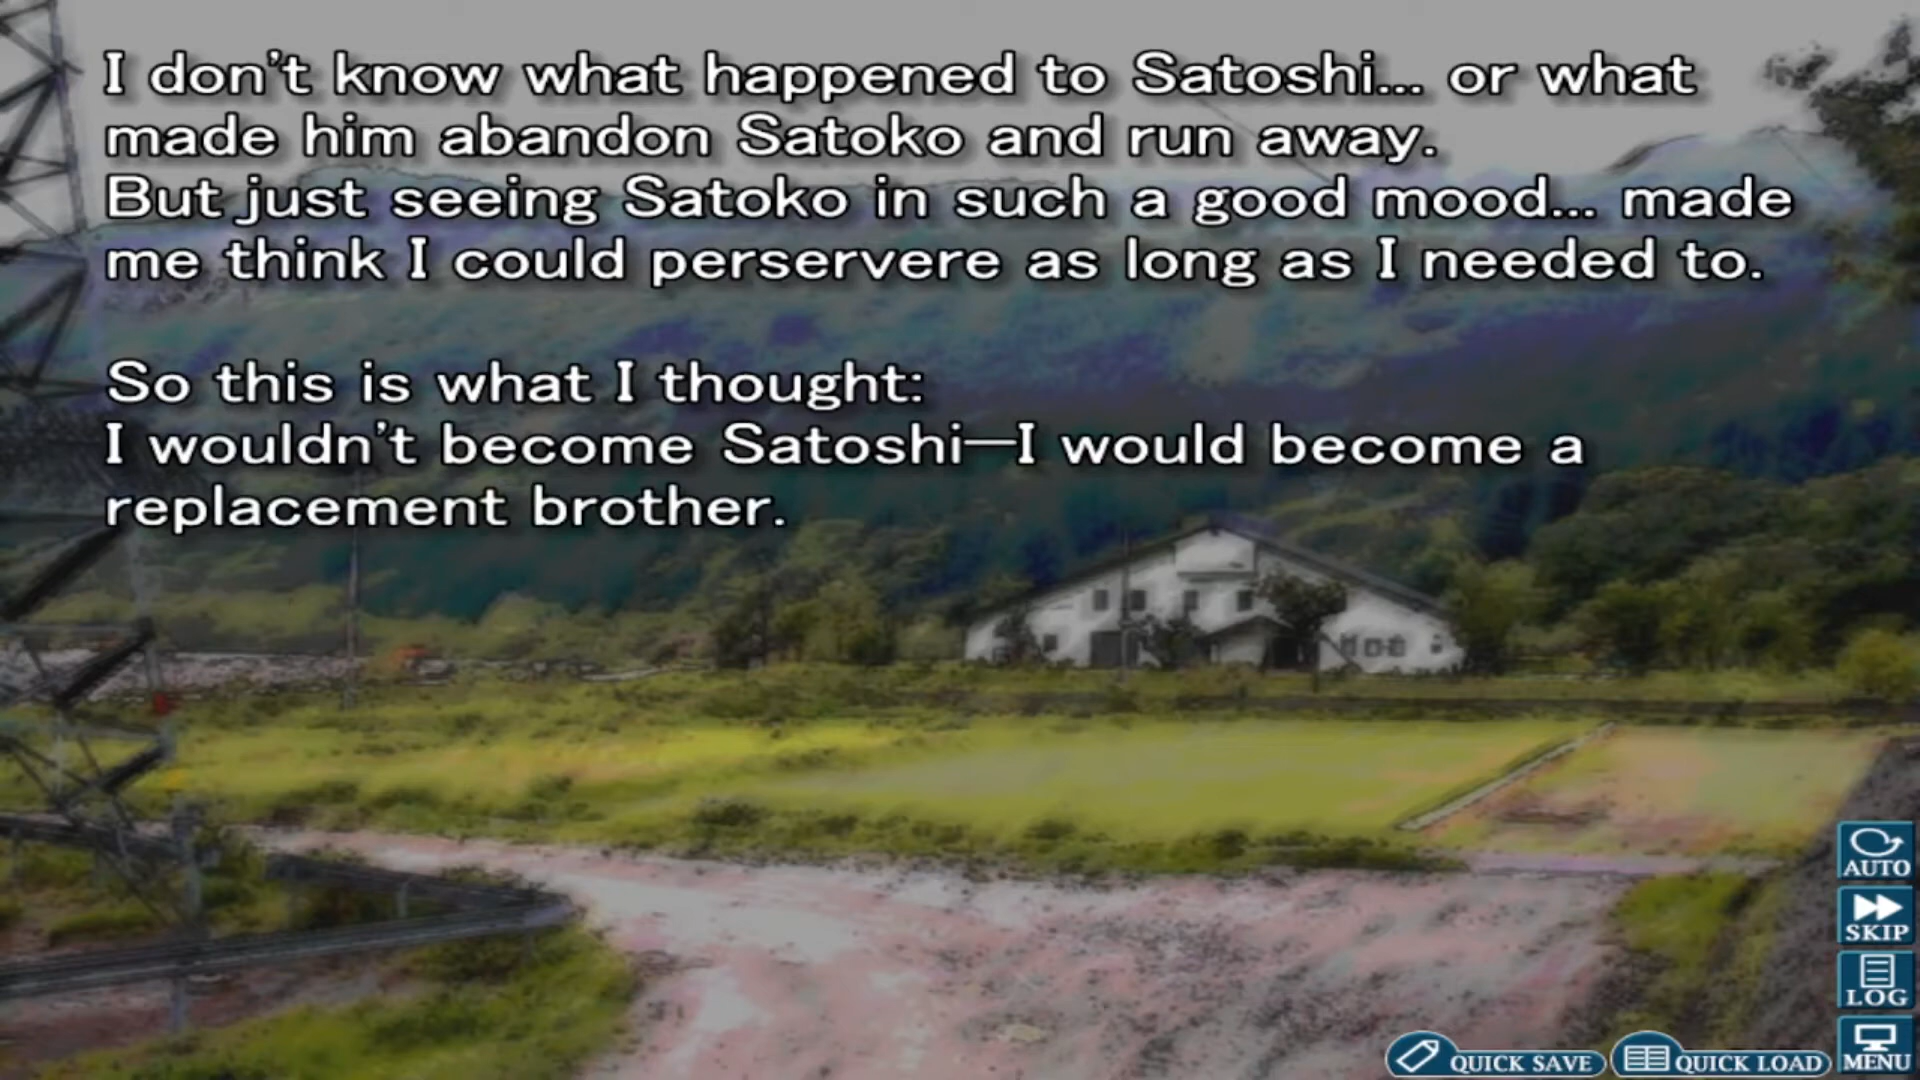 I don't know what happened to Satoshi... or what
made him abandon Satoko and run away.
But just seeing Satoko in such a good mood... made
me think I could perservere as long as I needed to.
So this is what I thought:
I wouldn't become Satoshi—I would become a
replacement brother.
AUTO
SKIP
LOG
MENU
QUICK SAVE
QUICK LOAD